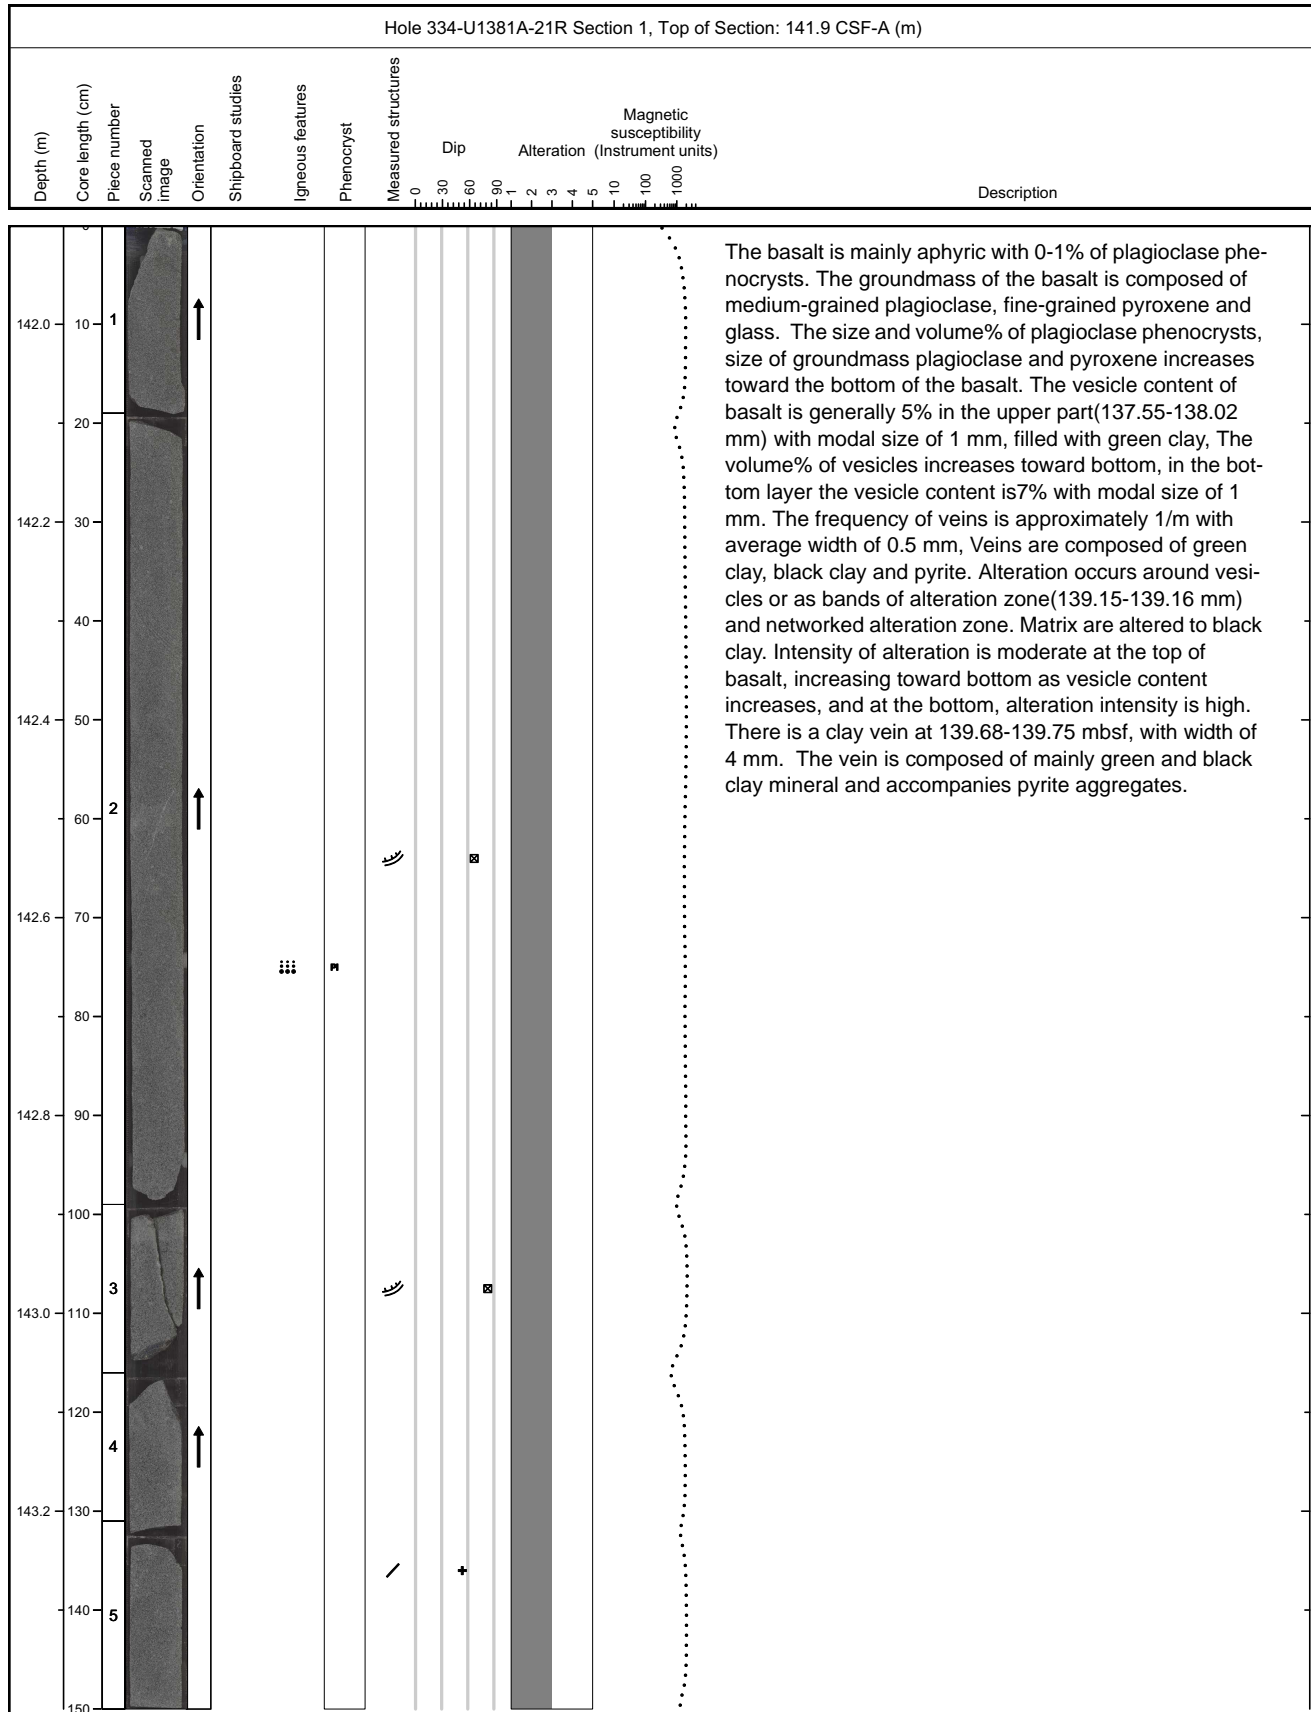 Hole 334-U1381A-21R Section 1, Top of Section: 141.9 CSF-A (m)
Depth (m)
Core length (cm)
Piece number
Scanned
image
Orientation
Shipboard studies
Igneous features
Phenocryst
Measured structures
Dip
0 30 60 90
Alteration
1 2 3 4 5
Magnetic
susceptibility
(Instrument units)
10 100 1000
Description
0
142.0 10 1
20
142.2 30
40
142.4 50
60 2
142.6 70
Pl
80
142.8 90
100
3
143.0 110
120
4
143.2 130
140 5
150
The basalt is mainly aphyric with 0-1% of plagioclase phe-
nocrysts. The groundmass of the basalt is composed of
medium-grained plagioclase, fine-grained pyroxene and
glass. The size and volume% of plagioclase phenocrysts,
size of groundmass plagioclase and pyroxene increases
toward the bottom of the basalt. The vesicle content of
basalt is generally 5% in the upper part(137.55-138.02
mm) with modal size of 1 mm, filled with green clay, The
volume% of vesicles increases toward bottom, in the bot-
tom layer the vesicle content is7% with modal size of 1
mm. The frequency of veins is approximately 1/m with
average width of 0.5 mm, Veins are composed of green
clay, black clay and pyrite. Alteration occurs around vesi-
cles or as bands of alteration zone(139.15-139.16 mm)
and networked alteration zone. Matrix are altered to black
clay. Intensity of alteration is moderate at the top of
basalt, increasing toward bottom as vesicle content
increases, and at the bottom, alteration intensity is high.
There is a clay vein at 139.68-139.75 mbsf, with width of
4 mm. The vein is composed of mainly green and black
clay mineral and accompanies pyrite aggregates.